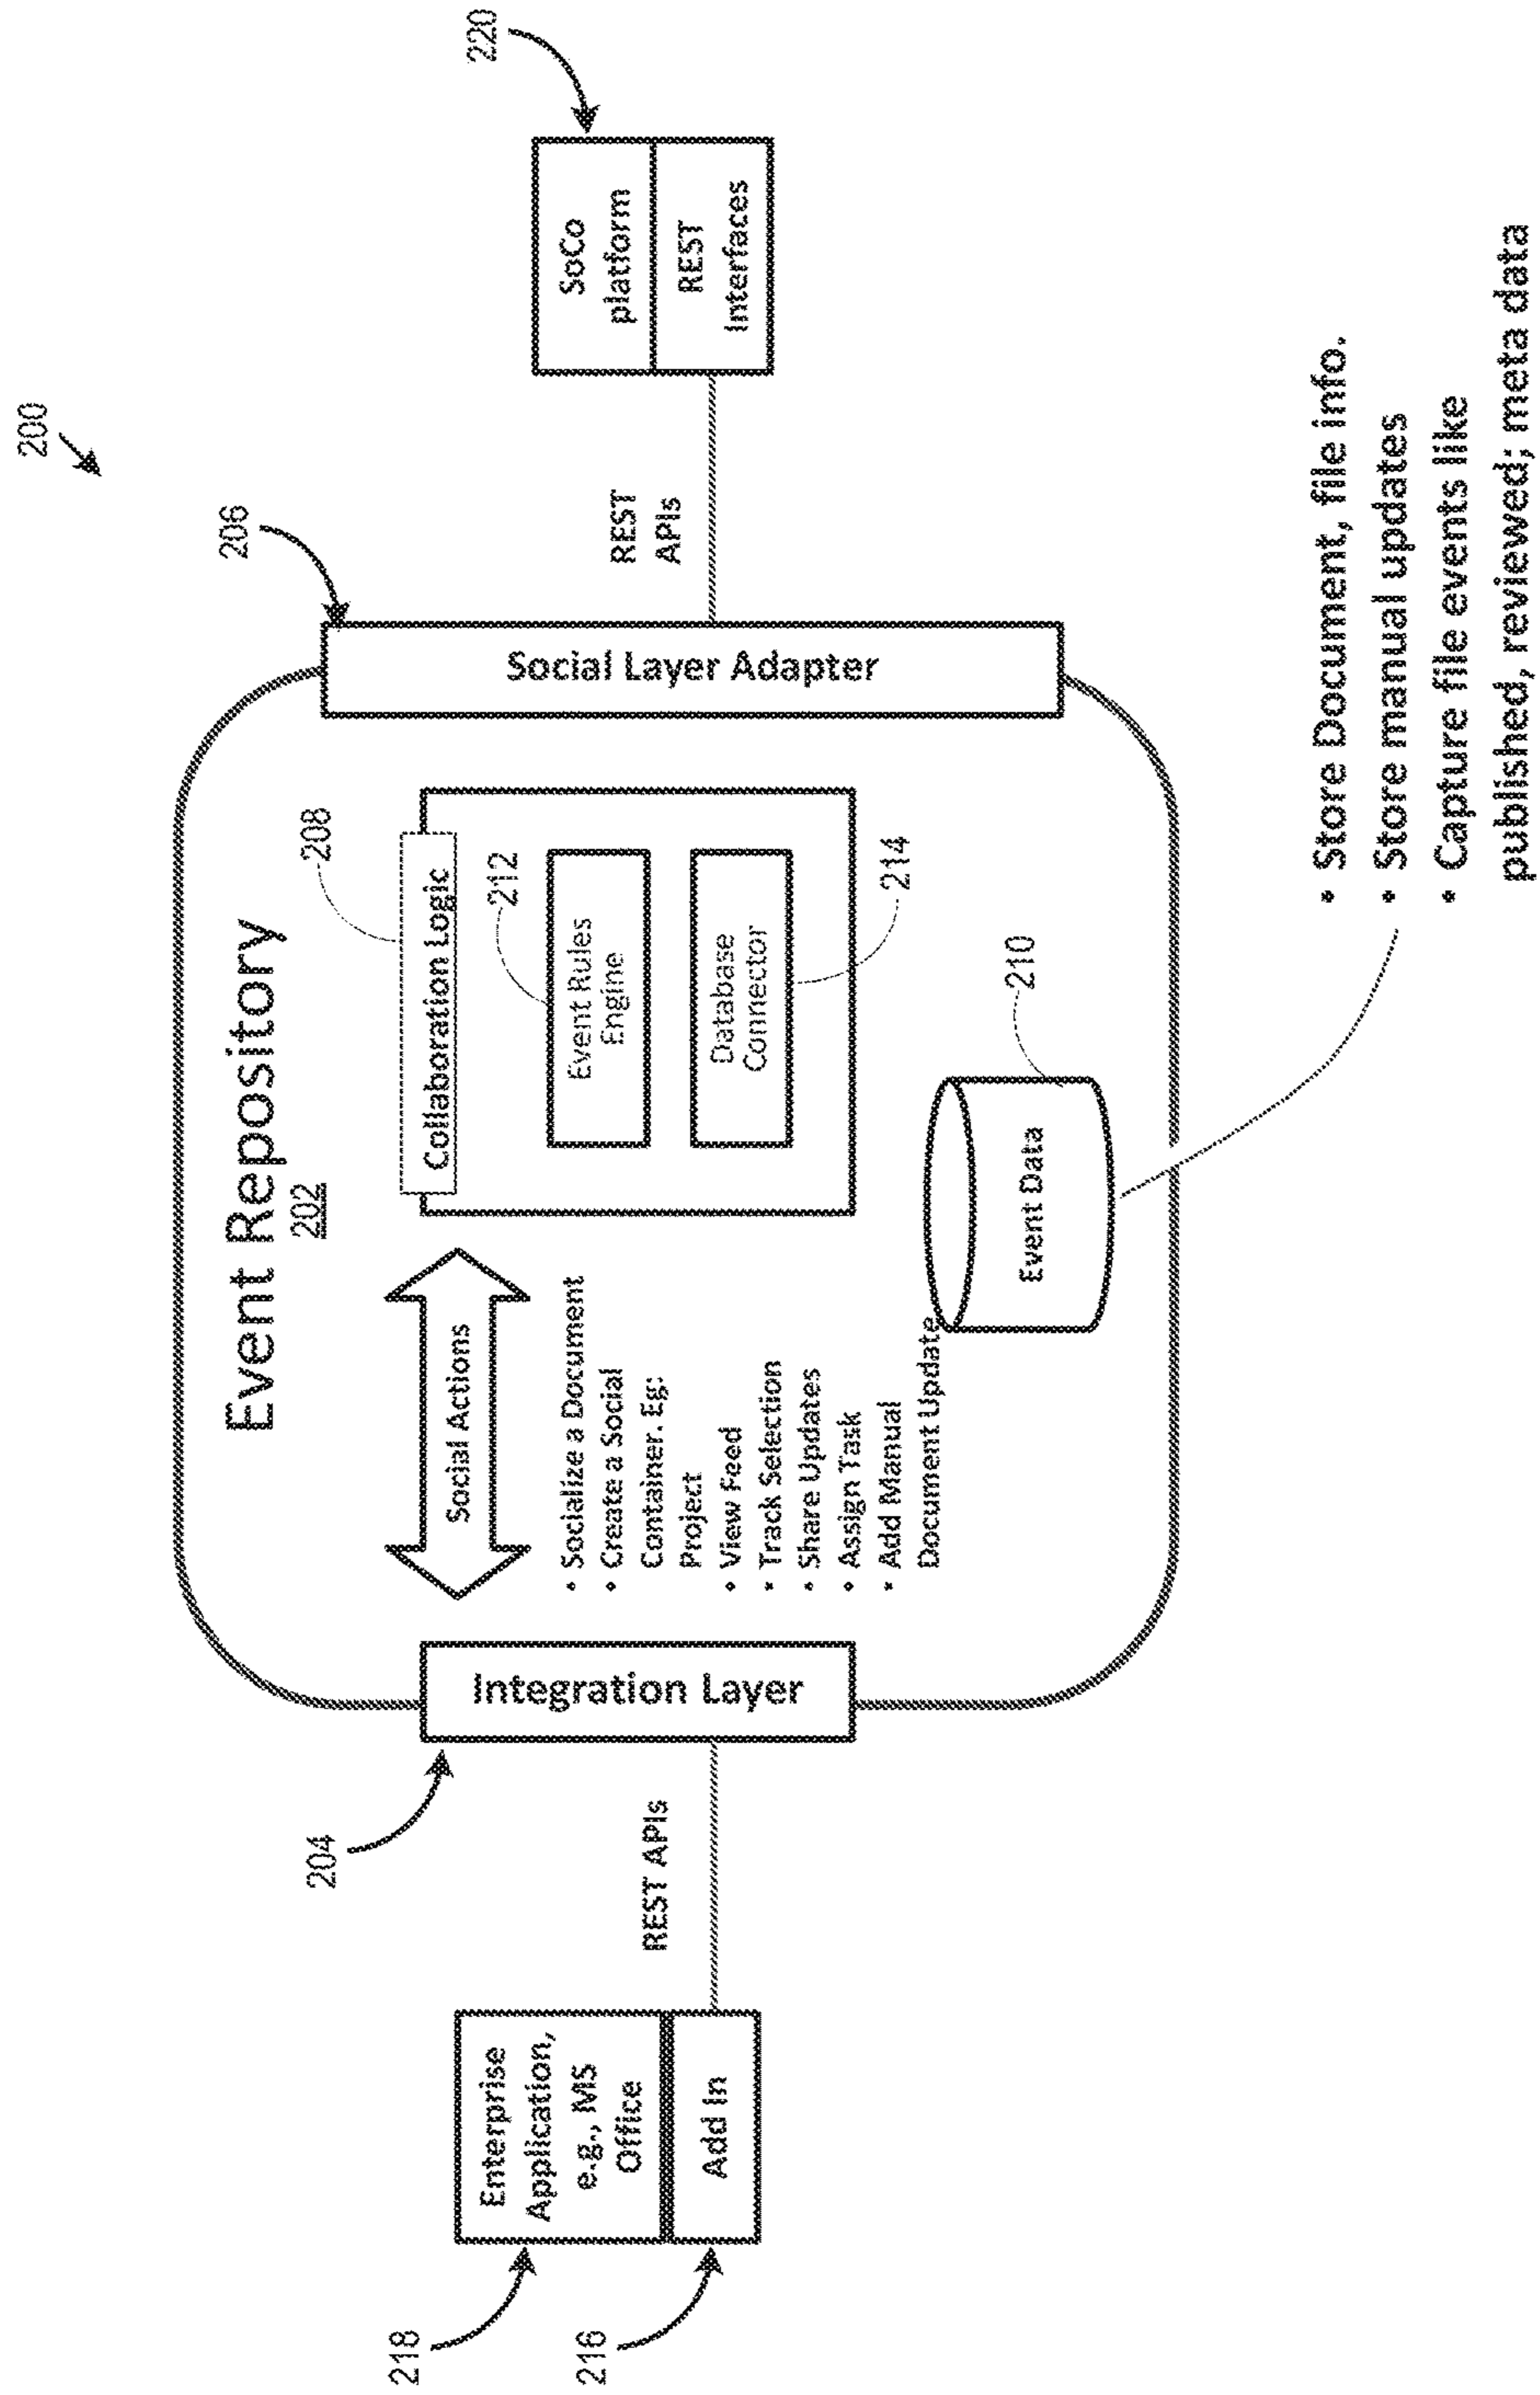 200
Event Repository
202
204
206
208
212
214
210
218
216
220
Enterprise
Application,
e.g., MS
Office
Add In
REST APIs
Integration Layer
Social Actions
• Socialize a Document
• Create a Social
Container. Eg:
Project
• View Feed
• Track Selection
• Share Updates
• Assign Task
• Add Manual
Document Update
Collaboration Logic
Event Rules
Engine
Database
Connector
Event Data
Social Layer Adapter
REST
APIs
SoCo
platform
REST
Interfaces
• Store Document, file info.
• Store manual updates
• Capture file events like
published, reviewed; meta data